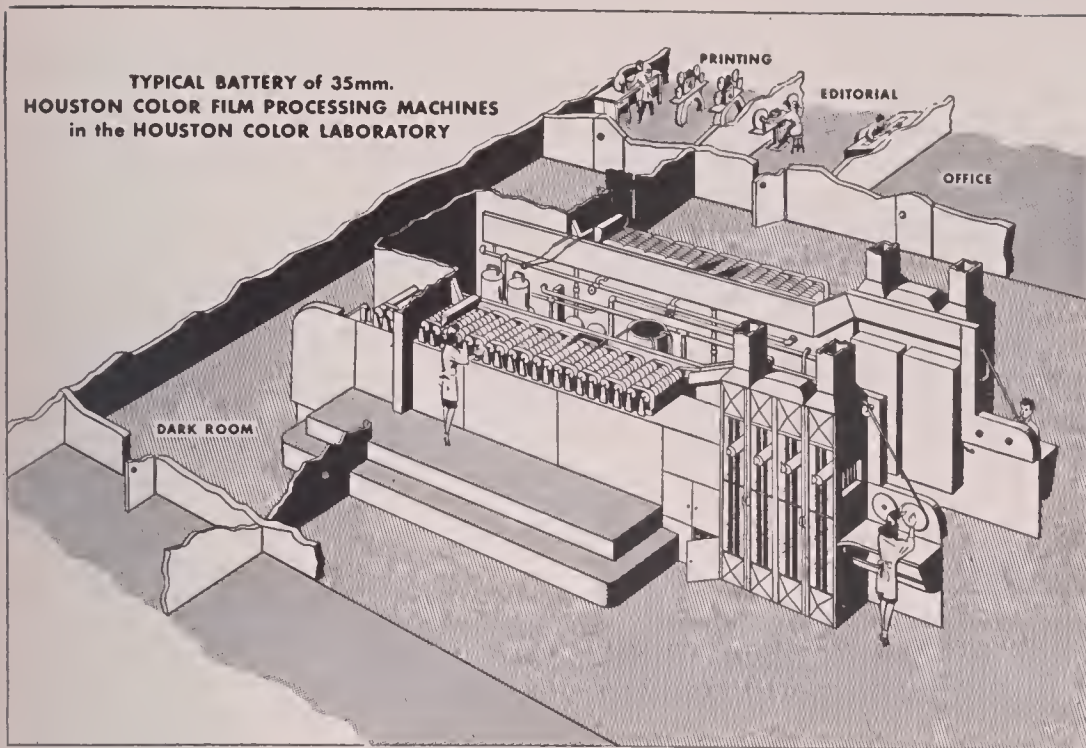 TYPICAL BATTERY of 35mm.
HOUSTON COLOR FILM PROCESSING MACHINES
in the HOUSTON COLOR LABORATORY
PRINTING
EDITORIAL
OFFICE
DARK ROOM